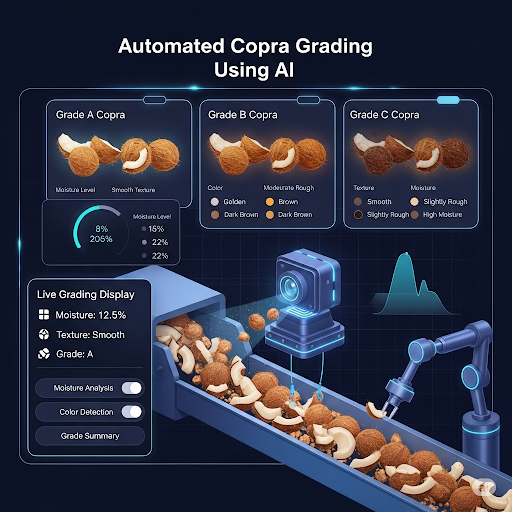 Automated Copra Grading
Using AI
Grade A Copra
Moisture Level
Smooth Texture
Grade B Copra
Color
Moderate Rough
Golden
Brown
Dark Brown
Dark Brown
Grade C Copra
Texture
Moisture
Smooth
Slightly Rough
Slightly Rough
High Moisture
8%
206%
Moisture Level
15%
22%
22%
Live Grading Display
Moisture: 12.5%
Texture: Smooth
Grade: A
Moisture Analysis
Color Detection
Grade Summary